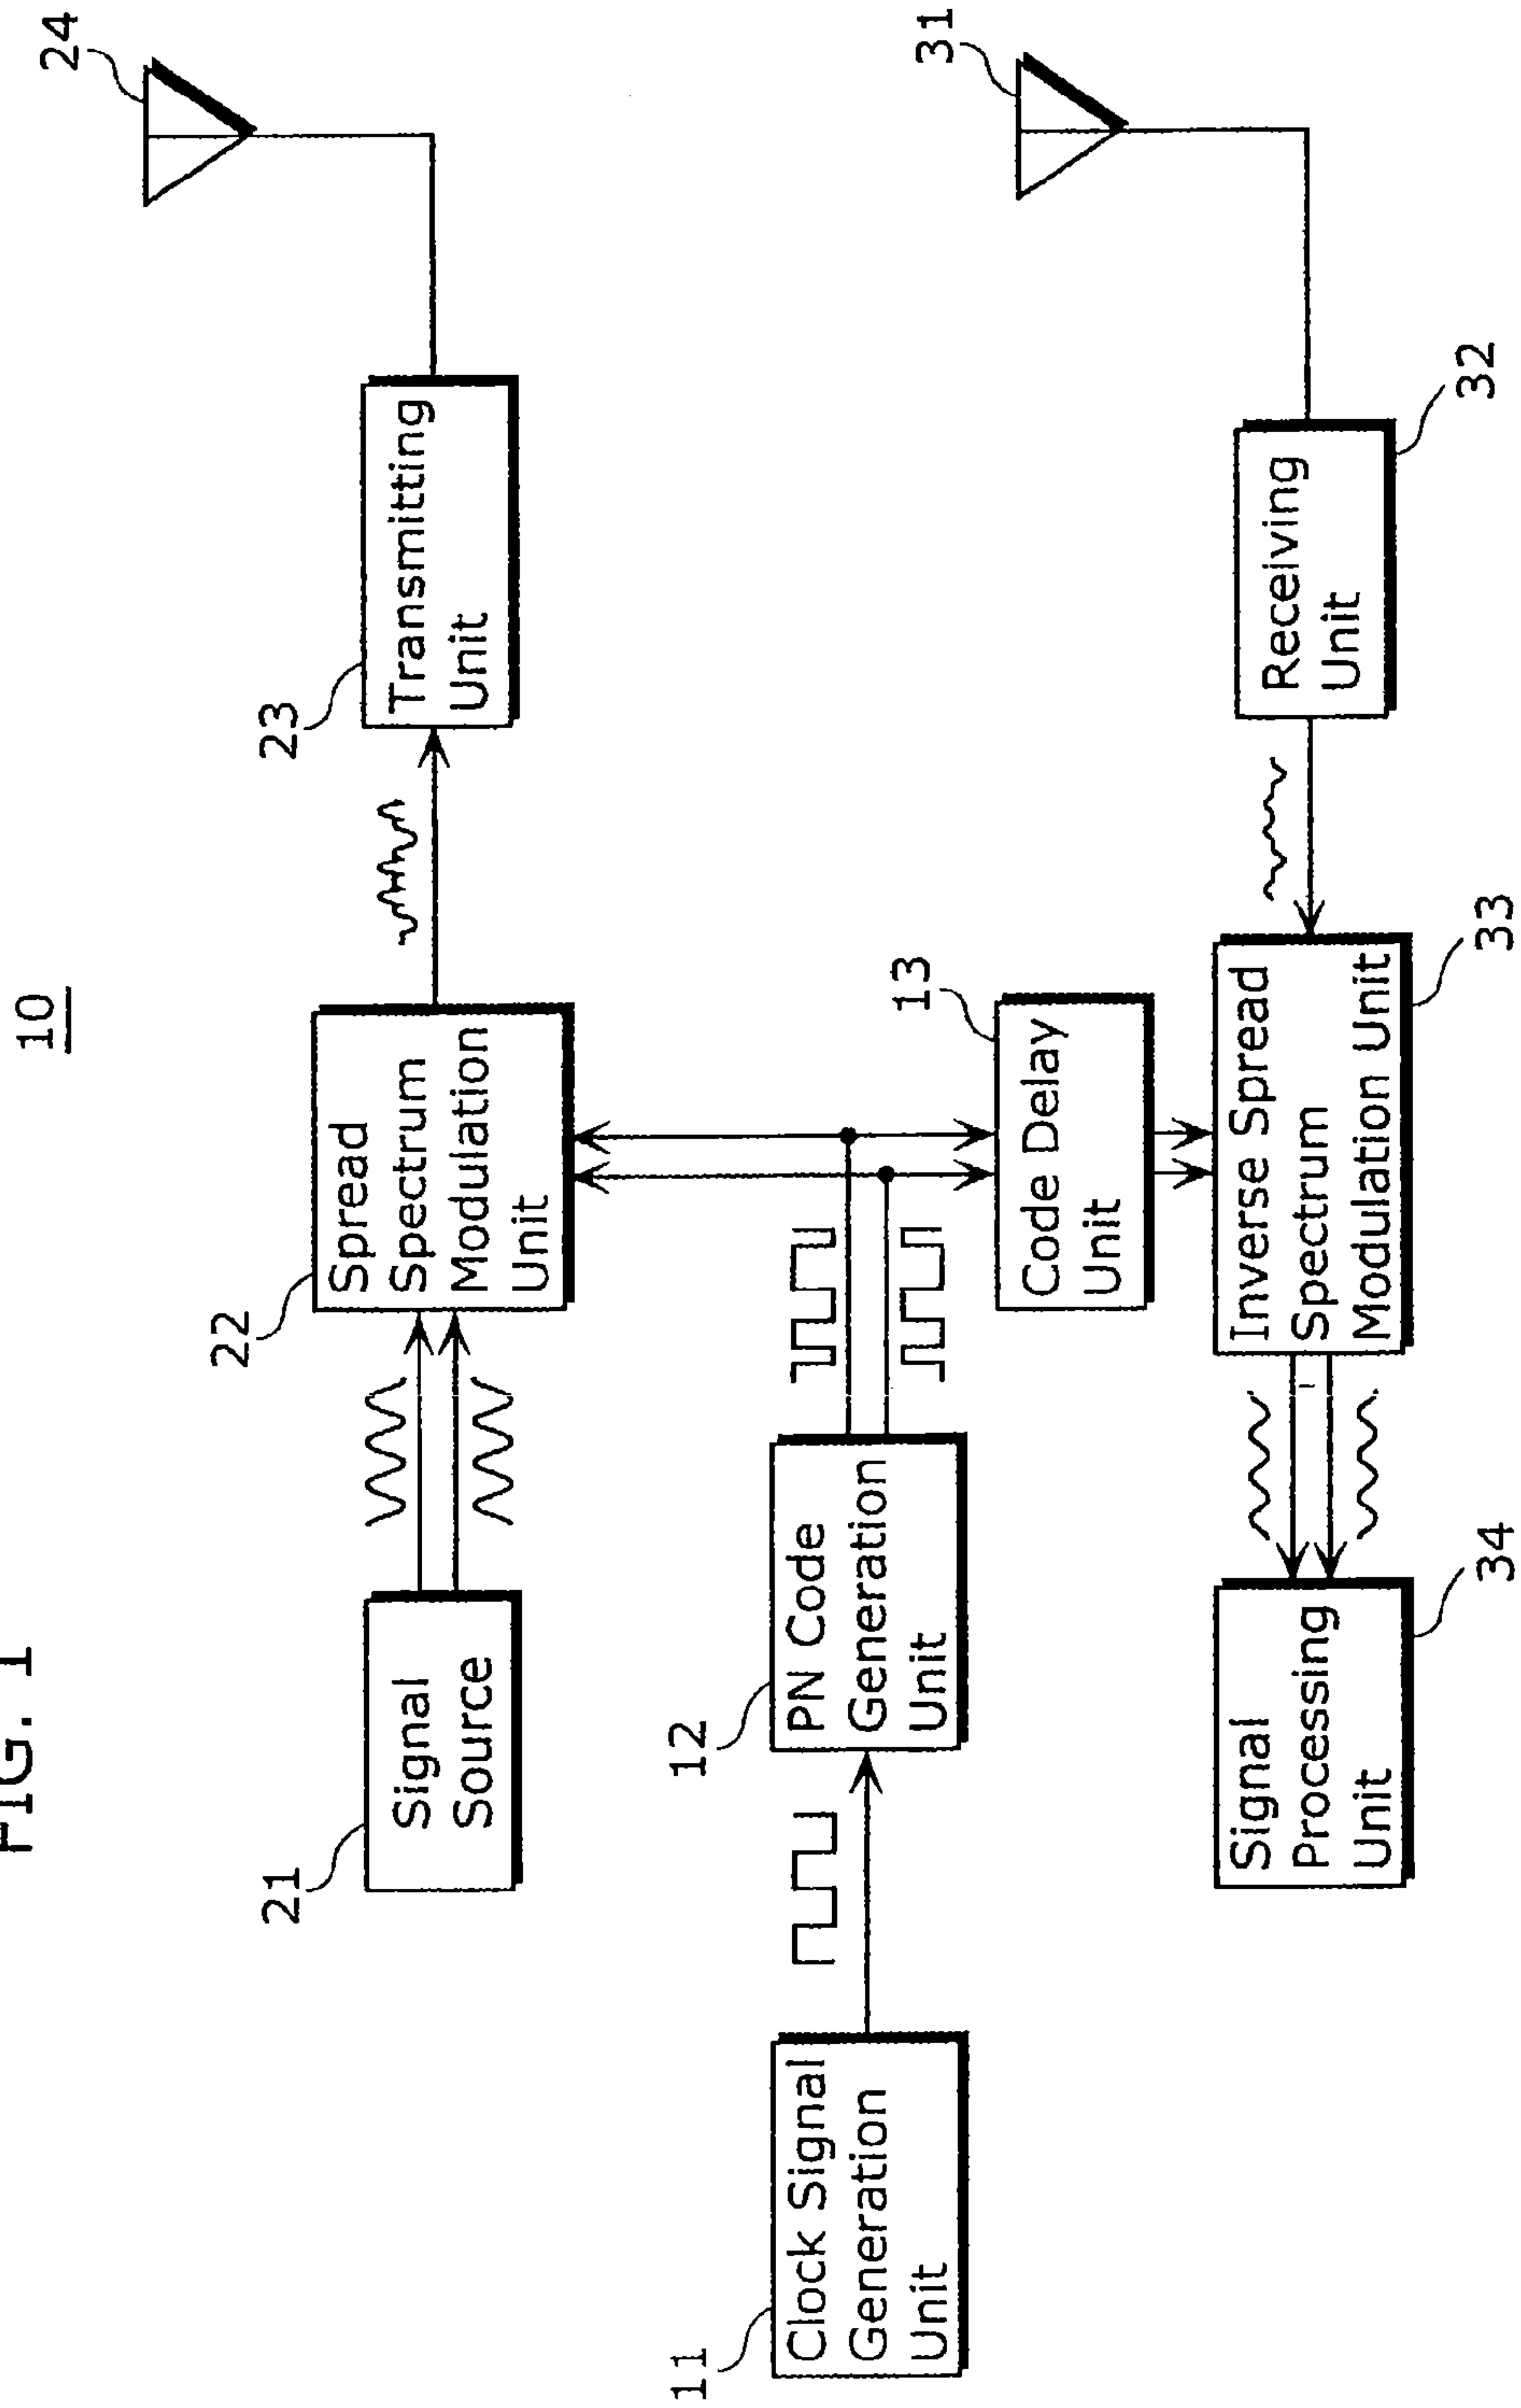 FIG. 1
10
24
23
Transmitting
Unit
22
Spread
Spectrum
Modulation
Unit
21
Signal
Source
11
Clock Signal
Generation
Unit
12
PN Code
Generation
Unit
13
Code Delay
Unit
31
32
Receiving
Unit
33
Inverse Spread
Spectrum
Modulation Unit
34
Signal
Processing
Unit